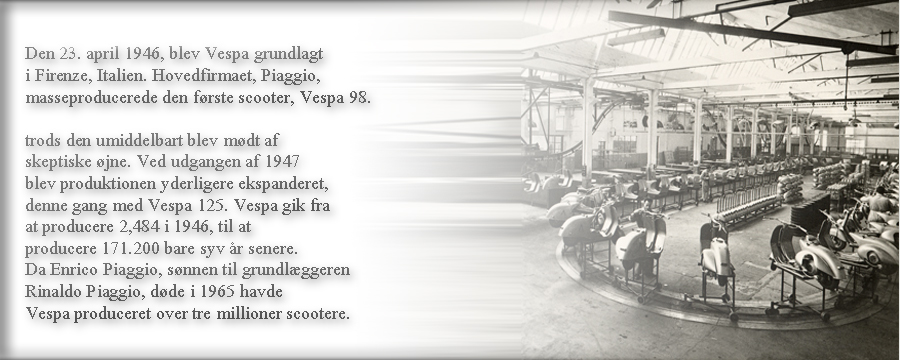 Den 23. april 1946, blev Vespa grundlagt
i Firenze, Italien. Hovedfirmaet, Piaggio,
masseproducerede den første scooter, Vespa 98.
trods den umiddelbart blev mødt af
skeptiske øjne. Ved udgangen af 1947
blev produktionen yderligere ekspanderet,
denne gang med Vespa 125. Vespa gik fra
at producere 2,484 i 1946, til at
producere 171.200 bare syv år senere.
Da Enrico Piaggio, sønnen til grundlæggeren
Rinaldo Piaggio, døde i 1965 havde
Vespa produceret over tre millioner scootere.